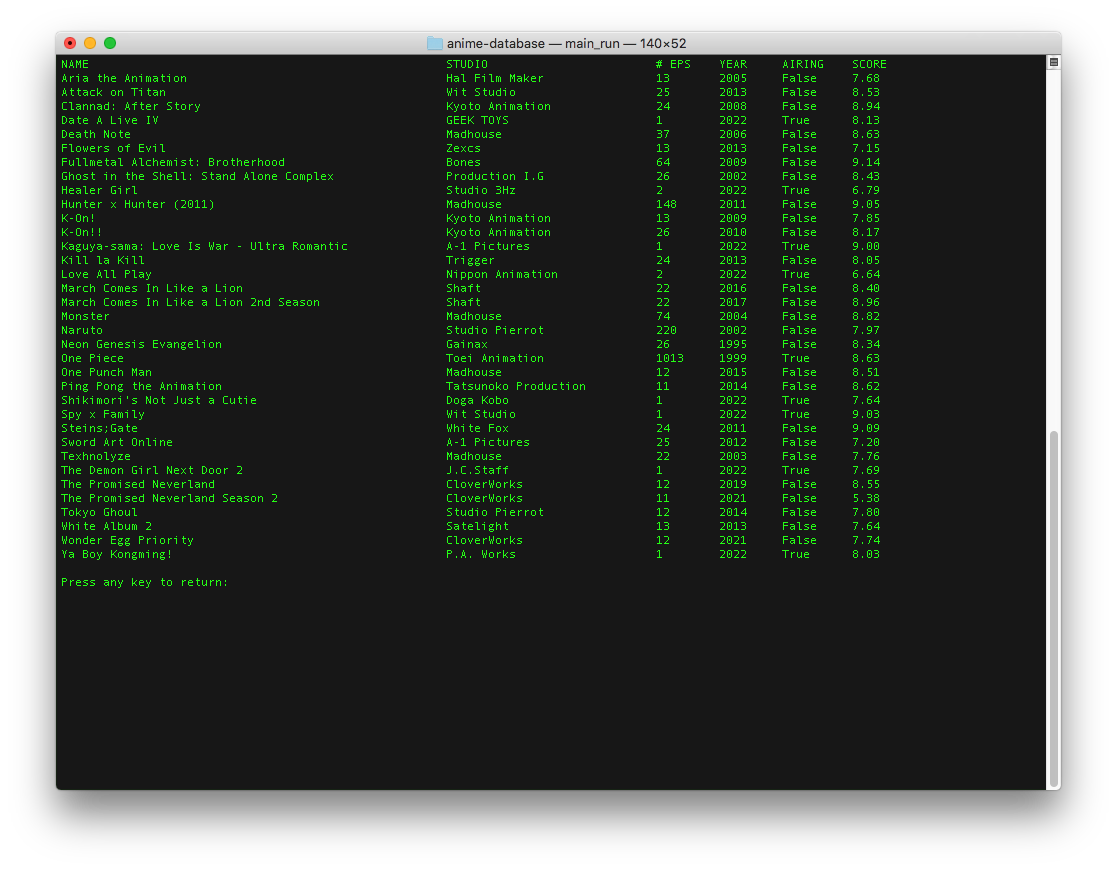 anime-database — main_run — 140×52
NAME STUDIO # EPS YEAR AIRING SCORE
Aria the Animation Hal Film Maker 13 2005 False 7.68
Attack on Titan Wit Studio 25 2013 False 8.53
Clannad: After Story Kyoto Animation 24 2008 False 8.94
Date A Live IV GEEK TOYS 1 2022 True 8.13
Death Note Madhouse 37 2006 False 8.63
Flowers of Evil Zexcs 13 2013 False 7.15
Fullmetal Alchemist: Brotherhood Bones 64 2009 False 9.14
Ghost in the Shell: Stand Alone Complex Production I.G 26 2002 False 8.43
Healer Girl Studio 3Hz 2 2022 True 6.79
Hunter x Hunter (2011) Madhouse 148 2011 False 9.05
K-On! Kyoto Animation 13 2009 False 7.85
K-On!! Kyoto Animation 26 2010 False 8.17
Kaguya-sama: Love Is War - Ultra Romantic A-1 Pictures 1 2022 True 9.00
Kill la Kill Trigger 24 2013 False 8.05
Love All Play Nippon Animation 2 2022 True 6.64
March Comes In Like a Lion Shaft 22 2016 False 8.40
March Comes In Like a Lion 2nd Season Shaft 22 2017 False 8.96
Monster Madhouse 74 2004 False 8.82
Naruto Studio Pierrot 220 2002 False 7.97
Neon Genesis Evangelion Gainax 26 1995 False 8.34
One Piece Toei Animation 1013 1999 True 8.63
One Punch Man Madhouse 12 2015 False 8.51
Ping Pong the Animation Tatsunoko Production 11 2014 False 8.62
Shikimori's Not Just a Cutie Doga Kobo 1 2022 True 7.64
Spy x Family Wit Studio 1 2022 True 9.03
Steins;Gate White Fox 24 2011 False 9.09
Sword Art Online A-1 Pictures 25 2012 False 7.20
Texhnolyze Madhouse 22 2003 False 7.76
The Demon Girl Next Door 2 J.C.Staff 1 2022 True 7.69
The Promised Neverland CloverWorks 12 2019 False 8.55
The Promised Neverland Season 2 CloverWorks 11 2021 False 5.38
Tokyo Ghoul Studio Pierrot 12 2014 False 7.80
White Album 2 Satelight 13 2013 False 7.64
Wonder Egg Priority CloverWorks 12 2021 False 7.74
Ya Boy Kongming! P.A. Works 1 2022 True 8.03
Press any key to return: